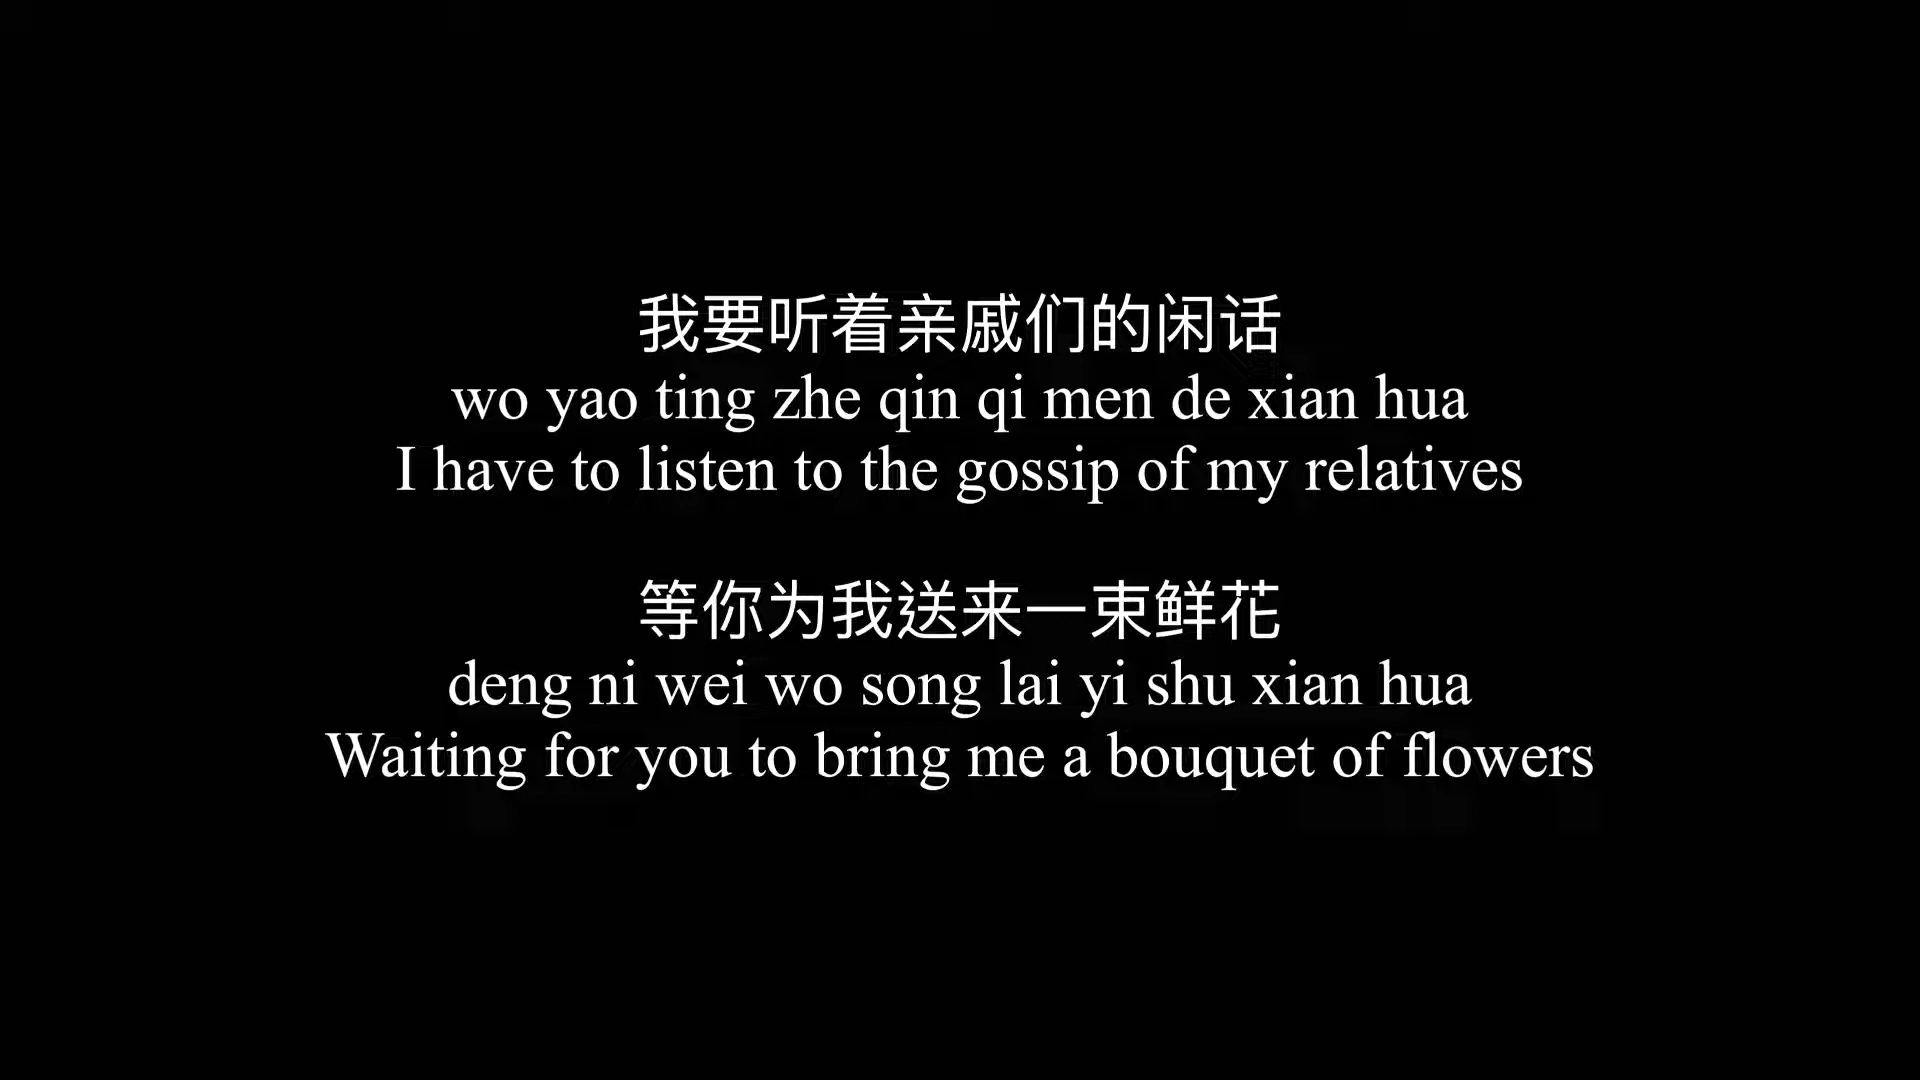 我要听着亲戚们的闲话
wo yao ting zhe qin qi men de xian hua
I have to listen to the gossip of my relatives
等你为我送来一束鲜花
deng ni wei wo song lai yi shu xian hua
Waiting for you to bring me a bouquet of flowers